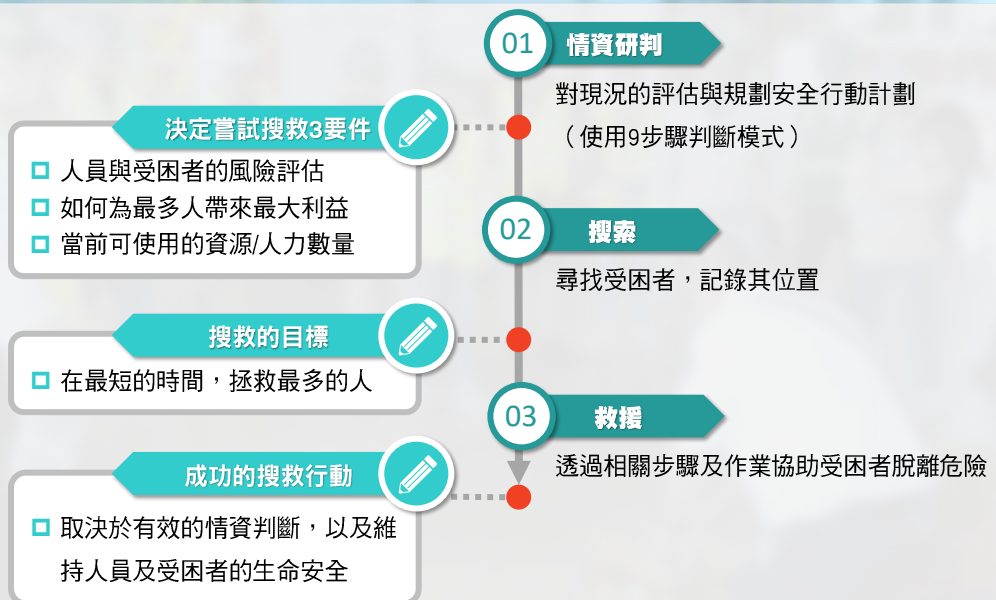 01 情資研判
對現況的評估與規劃安全行動計劃
（使用9步驟判斷模式）
決定嘗試搜救3要件
人員與受困者的風險評估
如何為最多人帶來最大利益
當前可使用的資源/人力數量
02 搜索
尋找受困者，記錄其位置
搜救的目標
在最短的時間，拯救最多的人
03 救援
透過相關步驟及作業協助受困者脫離危險
成功的搜救行動
取決於有效的情資判斷，以及維
持人員及受困者的生命安全